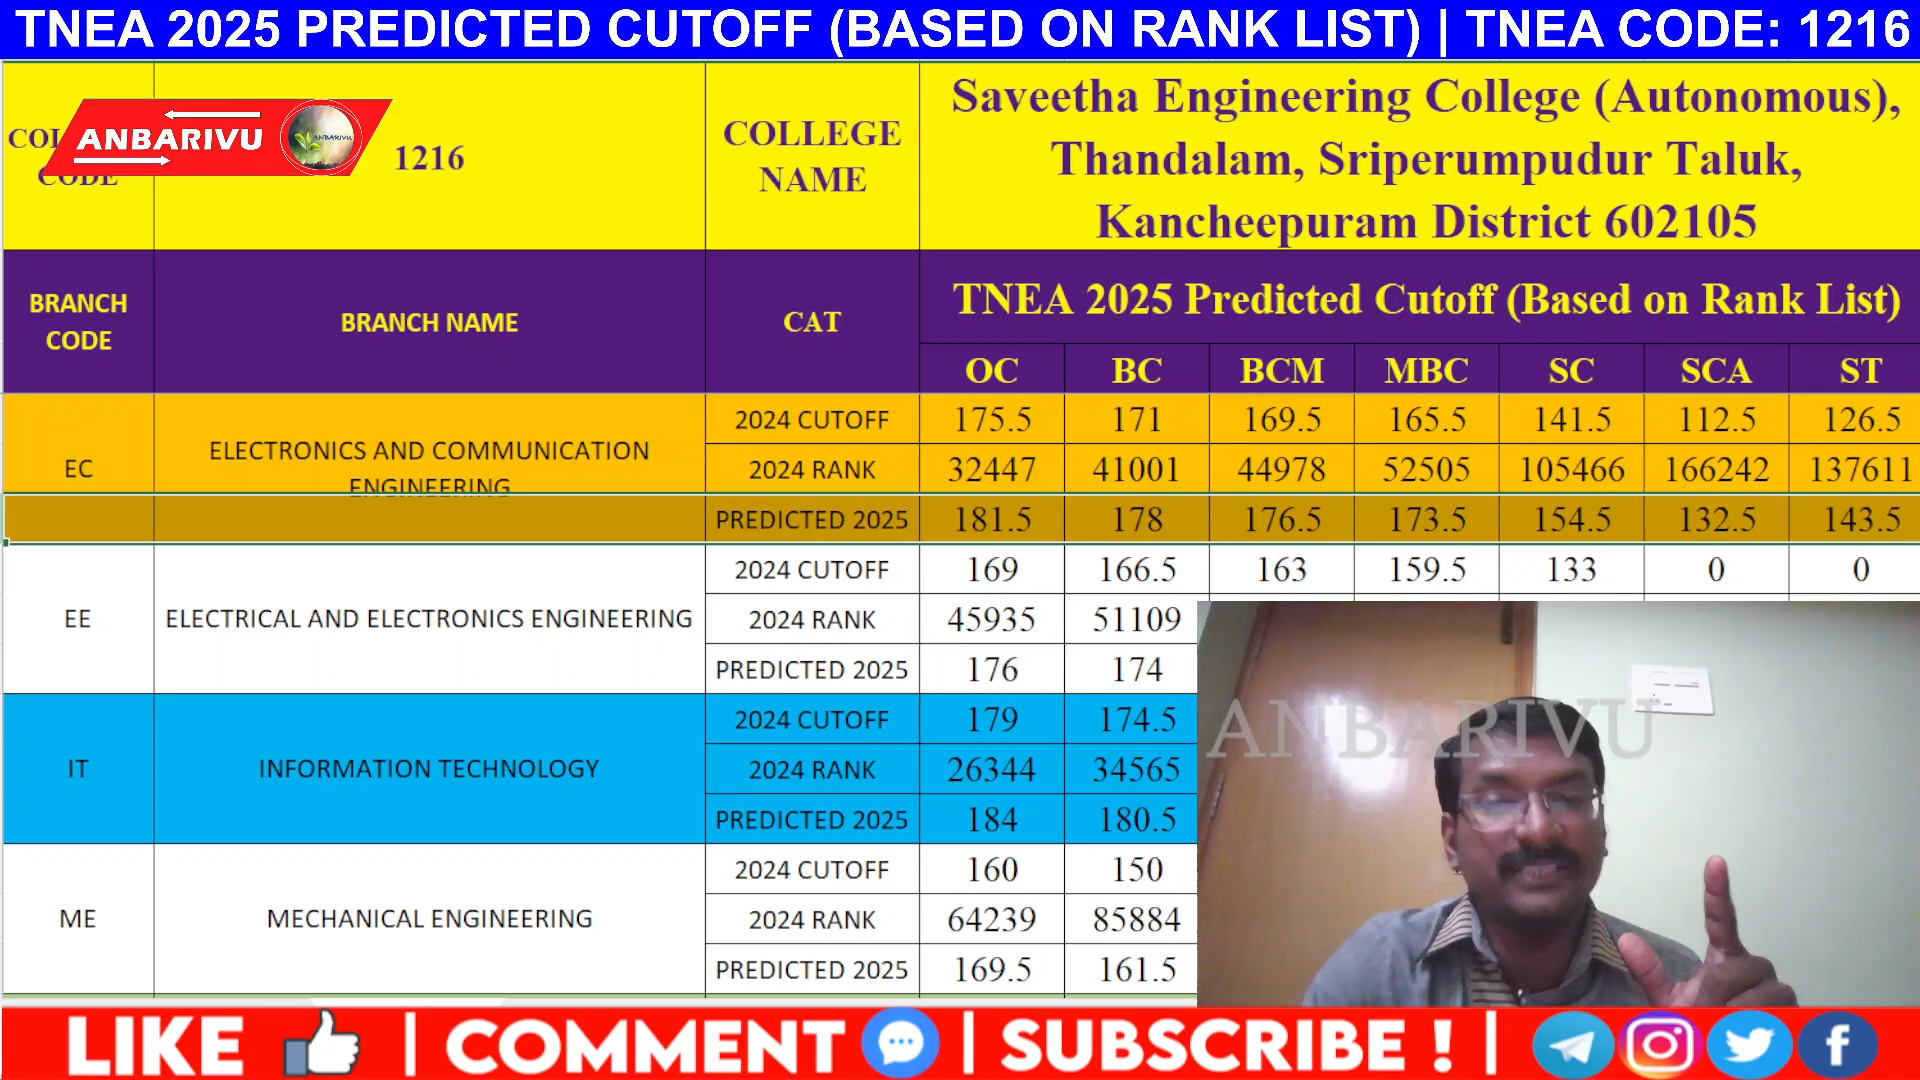 TNEA 2025 PREDICTED CUTOFF (BASED ON RANK LIST) | TNEA CODE: 1216
ANBARIVU
ANBARIVU
CODE
1216
COLLEGE
NAME
Saveetha Engineering College (Autonomous),
Thandalam, Sriperumpudur Taluk,
Kancheepuram District 602105
BRANCH
CODE
BRANCH NAME
CAT
TNEA 2025 Predicted Cutoff (Based on Rank List)
OC BC BCM MBC SC SCA ST
EC
ELECTRONICS AND COMMUNICATION
ENGINEERING
2024 CUTOFF 175.5 171 169.5 165.5 141.5 112.5 126.5
2024 RANK 32447 41001 44978 52505 105466 166242 137611
PREDICTED 2025 181.5 178 176.5 173.5 154.5 132.5 143.5
EE
ELECTRICAL AND ELECTRONICS ENGINEERING
2024 CUTOFF 169 166.5 163 159.5 133 0 0
2024 RANK 45935 51109
PREDICTED 2025 176 174
IT
INFORMATION TECHNOLOGY
2024 CUTOFF 179 174.5
2024 RANK 26344 34565
PREDICTED 2025 184 180.5
ME
MECHANICAL ENGINEERING
2024 CUTOFF 160 150
2024 RANK 64239 85884
PREDICTED 2025 169.5 161.5
ANBARIVU
LIKE | COMMENT | SUBSCRIBE ! |